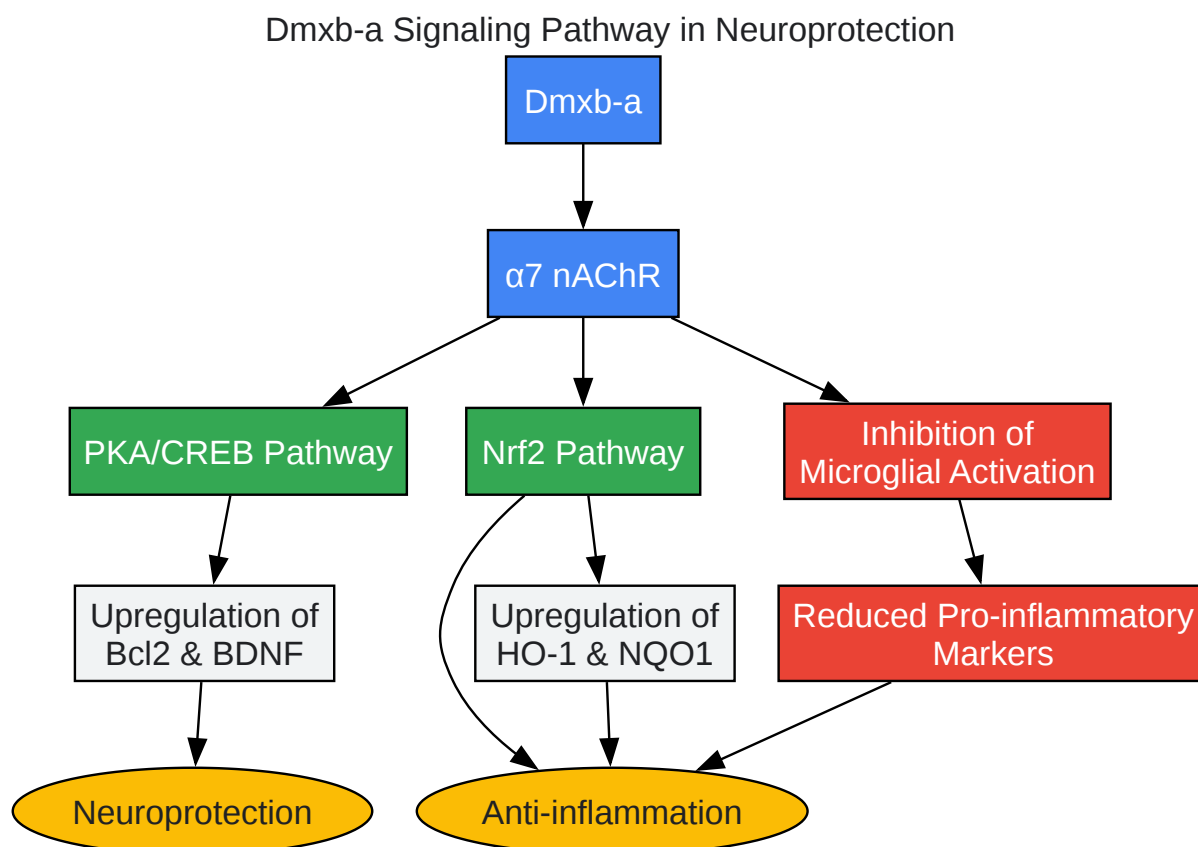 Dmxb-a Signaling Pathway in Neuroprotection
Dmxb-a
α7 nAChR
PKA/CREB Pathway
Nrf2 Pathway
Inhibition of
Microglial Activation
Upregulation of
Bcl2 & BDNF
Upregulation of
HO-1 & NQO1
Reduced Pro-inflammatory
Markers
Neuroprotection
Anti-inflammation